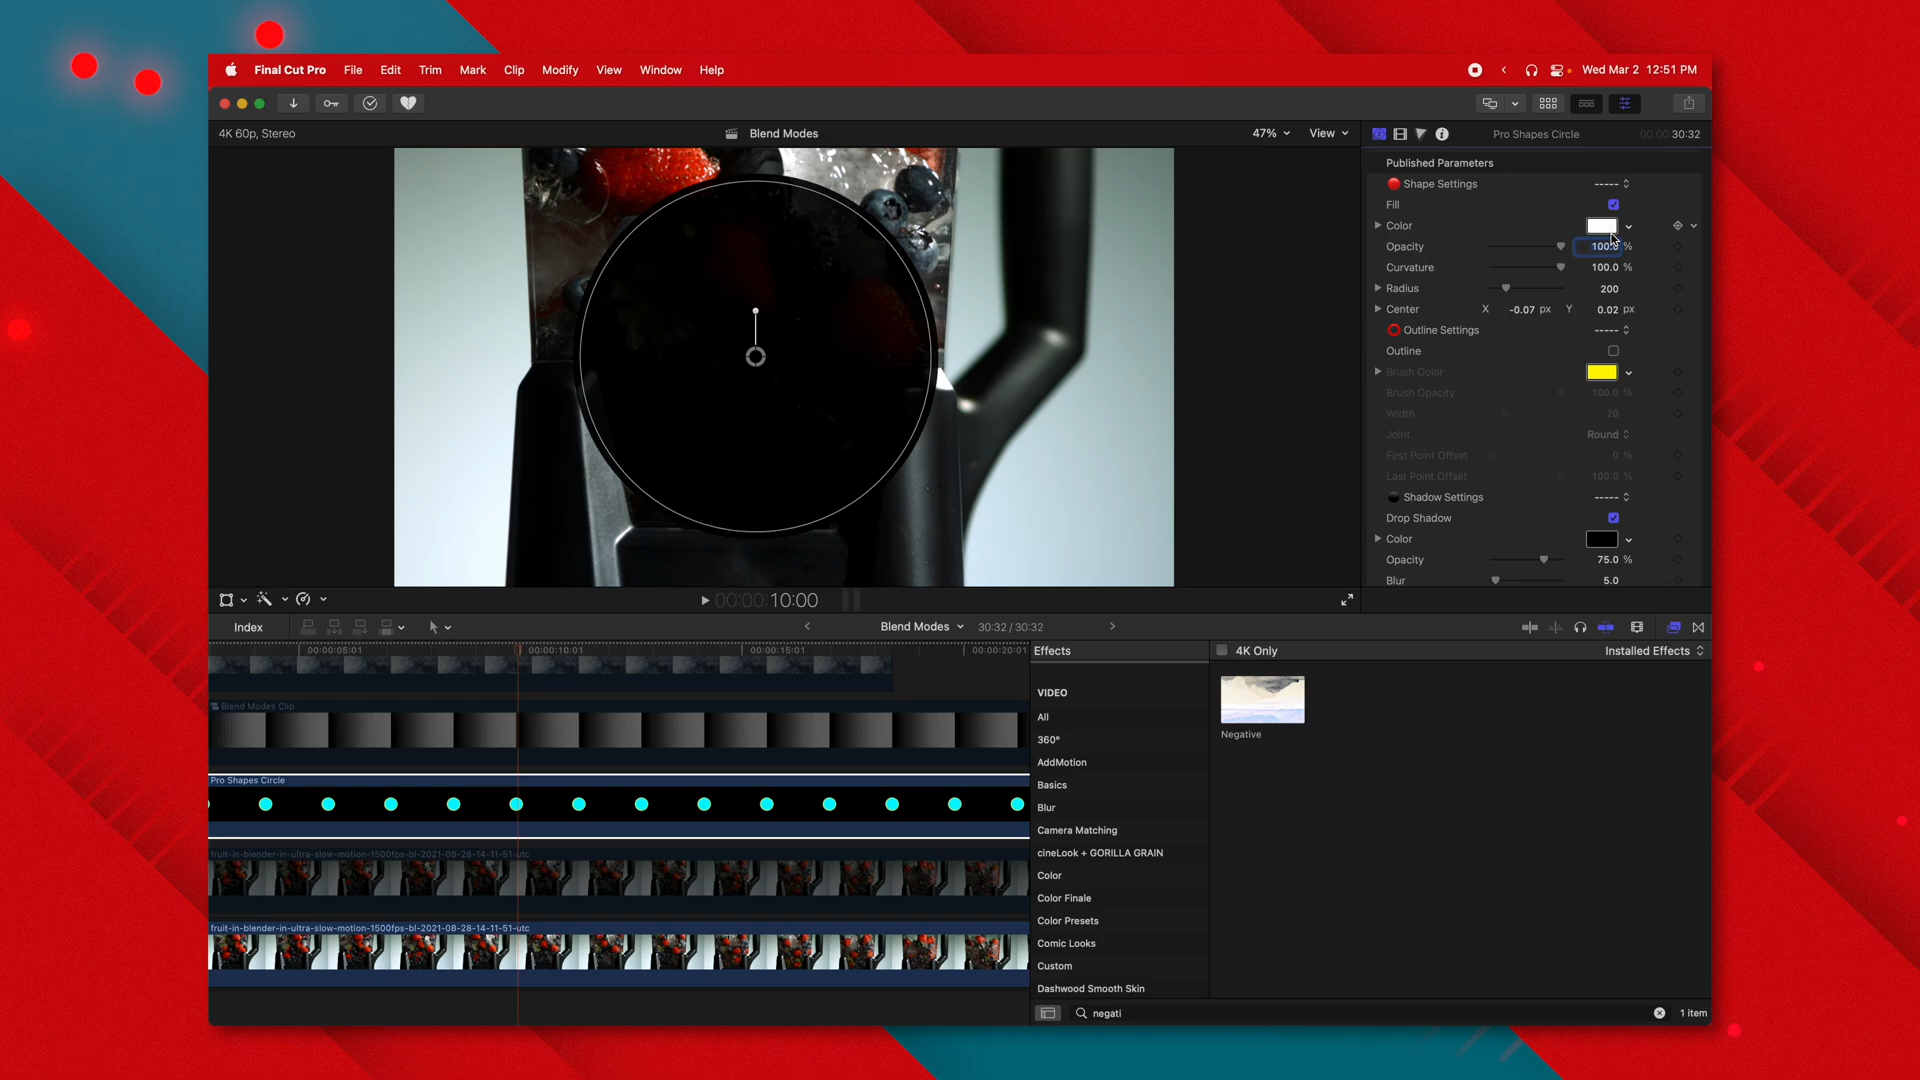 Final Cut Pro File Edit Trim Mark Clip Modify View Window Help Wed Mar 2 12:51 PM
4K 60p, Stereo Blend Modes 47% View Pro Shapes Circle 00:00:30:32
Published Parameters
Shape Settings -----
Fill
Color
Opacity %
Curvature 100.0 %
Radius 200
Center X -0.07 px Y 0.02 px
Outline Settings -----
Outline
Brush Color
Brush Opacity 100.0 %
Width 20
Joint Round
First Point Offset 0 %
Last Point Offset 100.0 %
Shadow Settings -----
Drop Shadow
Color
Opacity 75.0 %
Blur 5.0
00:00:10:00
Index Blend Modes 30:32 / 30:32
00:00:05:01 00:00:10:01 00:00:15:01 00:00:20:01
Blend Modes Clip
Pro Shapes Circle
fruit-in-blender-in-ultra-slow-motion-1500fps-bl-2021-08-28-14-11-51-utc
fruit-in-blender-in-ultra-slow-motion-1500fps-bl-2021-08-28-14-11-51-utc
Effects 4K Only Installed Effects
VIDEO
All
360°
AddMotion
Basics
Blur
Camera Matching
cineLook + GORILLA GRAIN
Color
Color Finale
Color Presets
Comic Looks
Custom
Dashwood Smooth Skin
Negative
negati 1 item